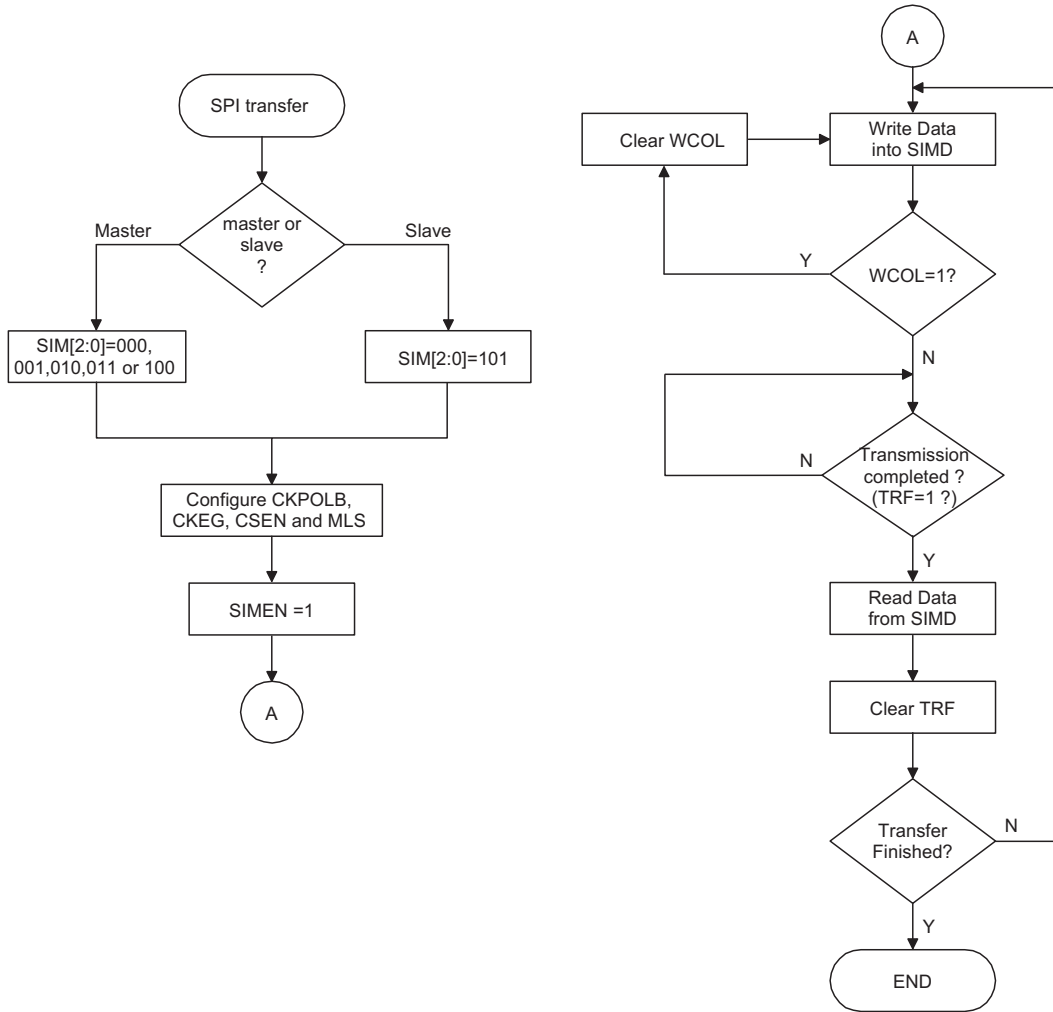 SPI transfer
master or
slave
?
Master
Slave
SIM[2:0]=000,
001,010,011 or 100
SIM[2:0]=101
Configure CKPOLB,
CKEG, CSEN and MLS
SIMEN =1
A
A
Write Data
into SIMD
Clear WCOL
WCOL=1?
Y
N
Transmission
completed ?
(TRF=1 ?)
N
Y
Read Data
from SIMD
Clear TRF
Transfer
Finished?
N
Y
END